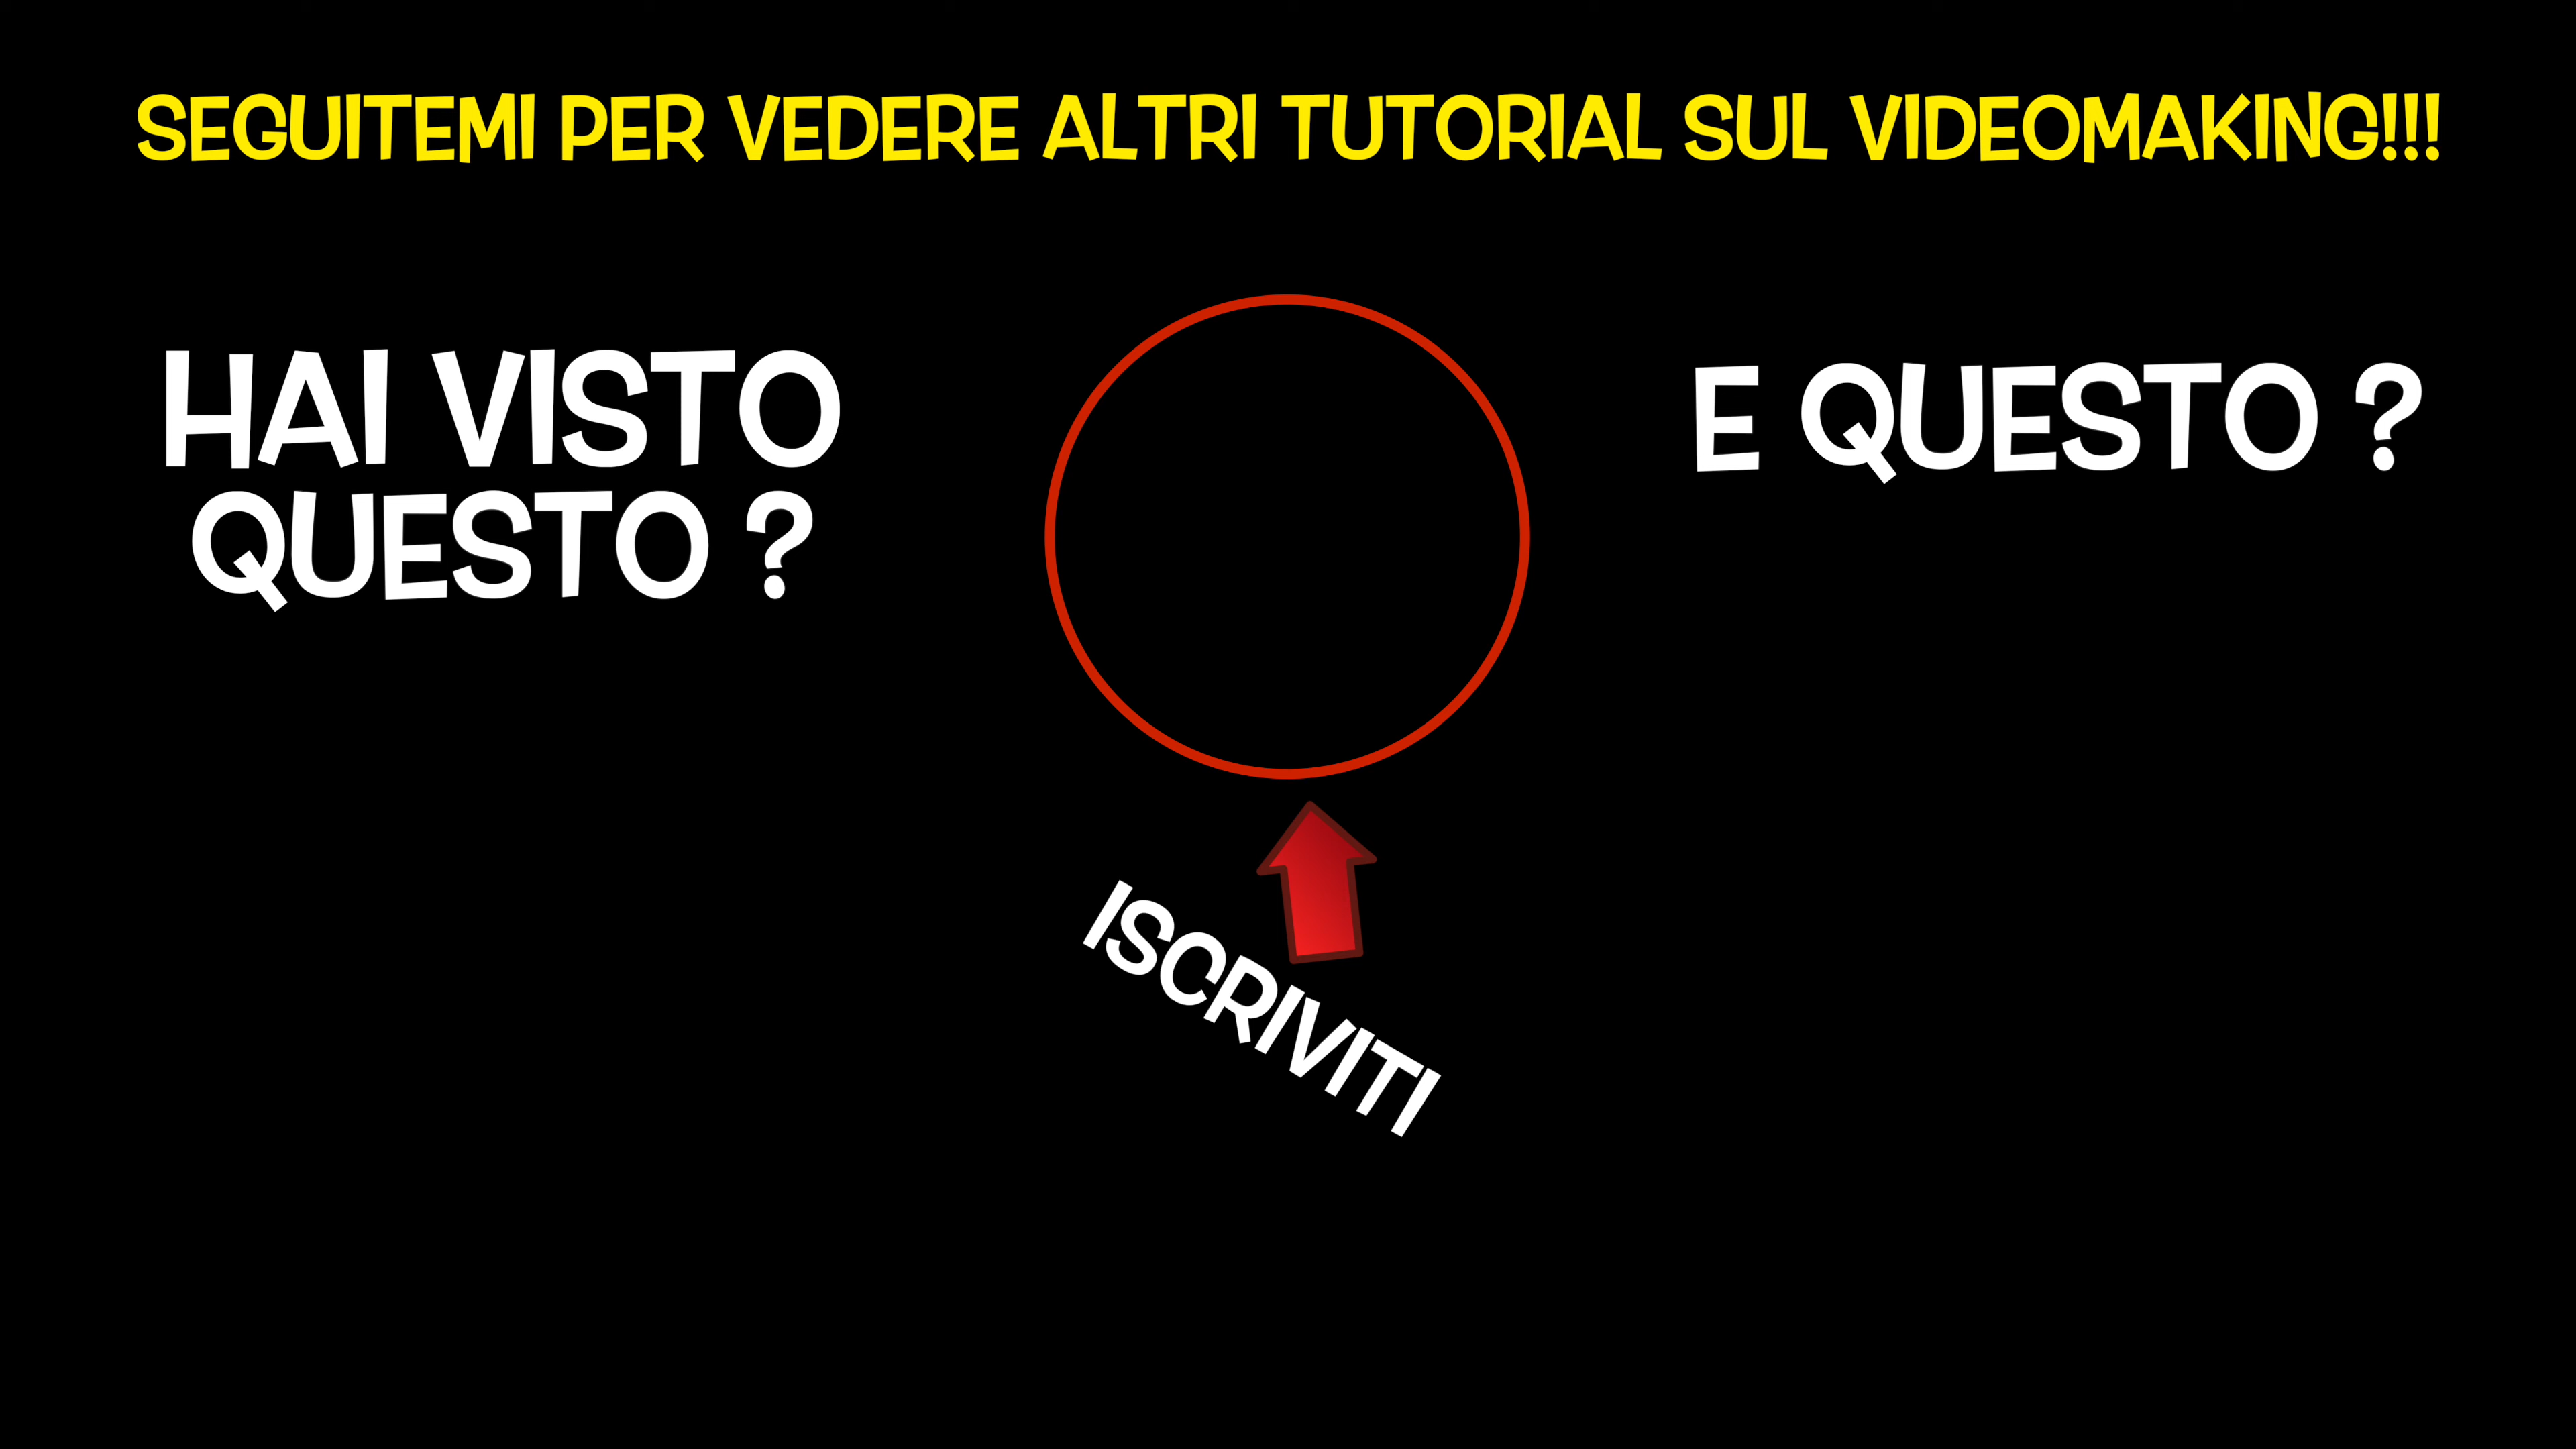 SEGUITEMI PER VEDERE ALTRI TUTORIAL SUL VIDEOMAKING!!!
HAI VISTO
QUESTO ?
E QUESTO ?
ISCRIVITI